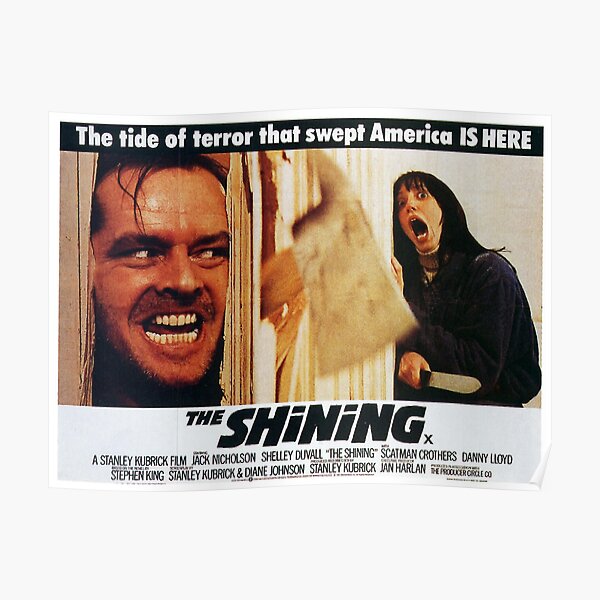 The tide of terror that swept America IS HERE
THE SHiNiNG x
A STANLEY KUBRICK FILM JACK NICHOLSON SHELLEY DUVALL "THE SHINING" WITH SCATMAN CROTHERS DANNY LLOYD
STEPHEN KING STANLEY KUBRICK & DIANE JOHNSON STANLEY KUBRICK JAN HARLAN THE PRODUCER CIRCLE CO